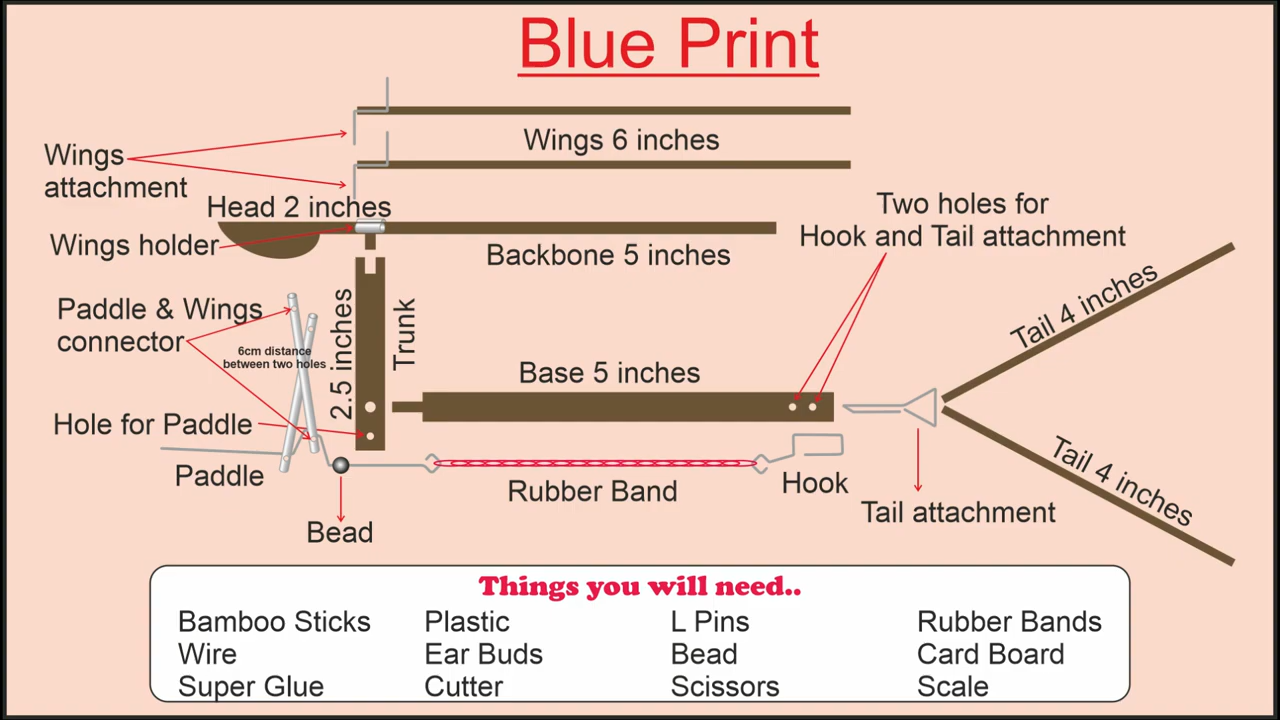 Blue Print
Wings 6 inches
Wings
attachment
Head 2 inches
Wings holder
Backbone 5 inches
Two holes for
Hook and Tail attachment
Paddle & Wings
connector
6cm distance
between two holes
2.5 inches
Trunk
Tail 4 inches
Base 5 inches
Hole for Paddle
Paddle
Rubber Band
Hook
Tail 4 inches
Tail attachment
Bead
Things you will need..
Bamboo Sticks Plastic L Pins Rubber Bands
Wire Ear Buds Bead Card Board
Super Glue Cutter Scissors Scale